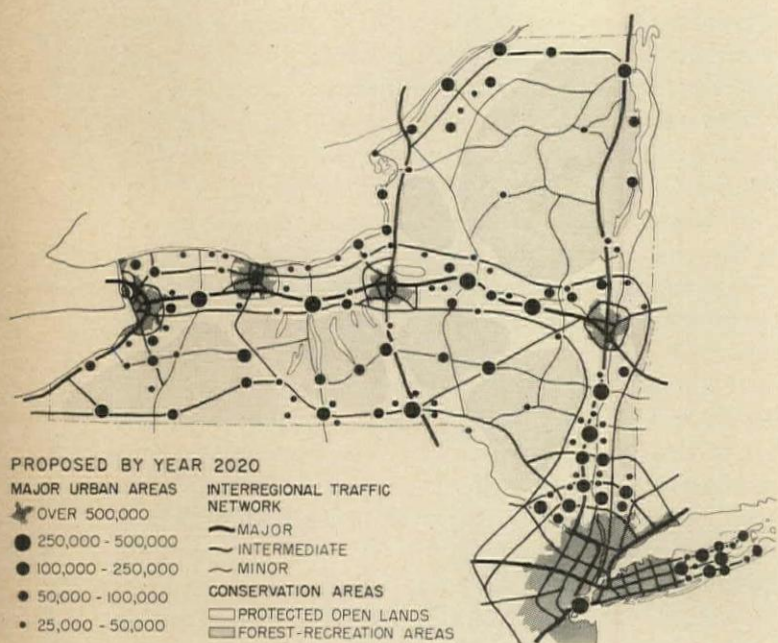 PROPOSED BY YEAR 2020
MAJOR URBAN AREAS
OVER 500,000
250,000 - 500,000
100,000 - 250,000
50,000 - 100,000
25,000 - 50,000
INTERREGIONAL TRAFFIC
NETWORK
MAJOR
INTERMEDIATE
MINOR
CONSERVATION AREAS
PROTECTED OPEN LANDS
FOREST-RECREATION AREAS